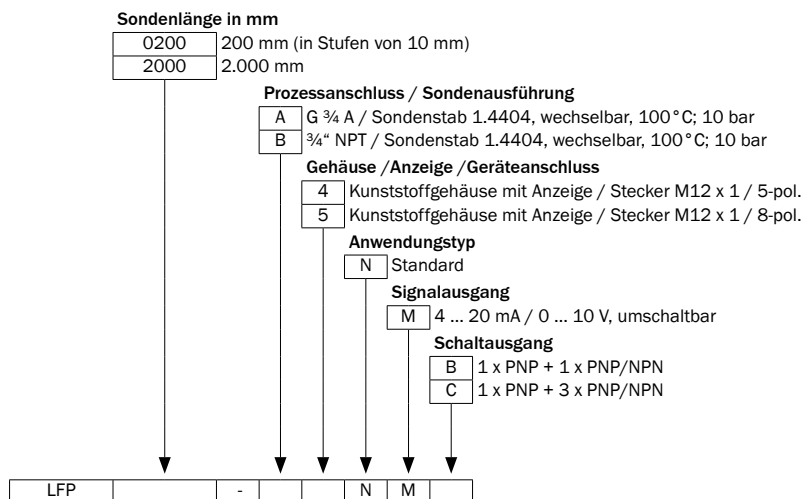 Sondenlänge in mm
0200 200 mm (in Stufen von 10 mm)
2000 2.000 mm
Prozessanschluss / Sondenausführung
A G ¾ A / Sondenstab 1.4404, wechselbar, 100°C; 10 bar
B ¾“ NPT / Sondenstab 1.4404, wechselbar, 100°C; 10 bar
Gehäuse /Anzeige /Geräteanschluss
4 Kunststoffgehäuse mit Anzeige / Stecker M12 x 1 / 5-pol.
5 Kunststoffgehäuse mit Anzeige / Stecker M12 x 1 / 8-pol.
Anwendungstyp
N Standard
Signalausgang
M 4 ... 20 mA / 0 ... 10 V, umschaltbar
Schaltausgang
B 1 x PNP + 1 x PNP/NPN
C 1 x PNP + 3 x PNP/NPN
LFP - N M